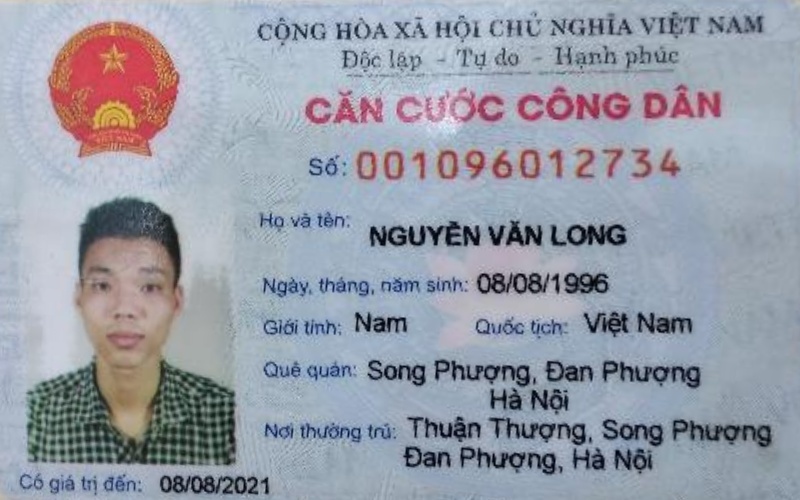 CỘNG HÒA XÃ HỘI CHỦ NGHĨA VIỆT NAM
Độc lập - Tự do - Hạnh phúc
CĂN CƯỚC CÔNG DÂN
Số: 001096012734
Họ và tên: NGUYỄN VĂN LONG
Ngày, tháng, năm sinh: 08/08/1996
Giới tính: Nam Quốc tịch: Việt Nam
Quê quán: Song Phượng, Đan Phượng
Hà Nội
Nơi thường trú: Thuận Thượng, Song Phượng
Đan Phượng, Hà Nội
Có giá trị đến: 08/08/2021